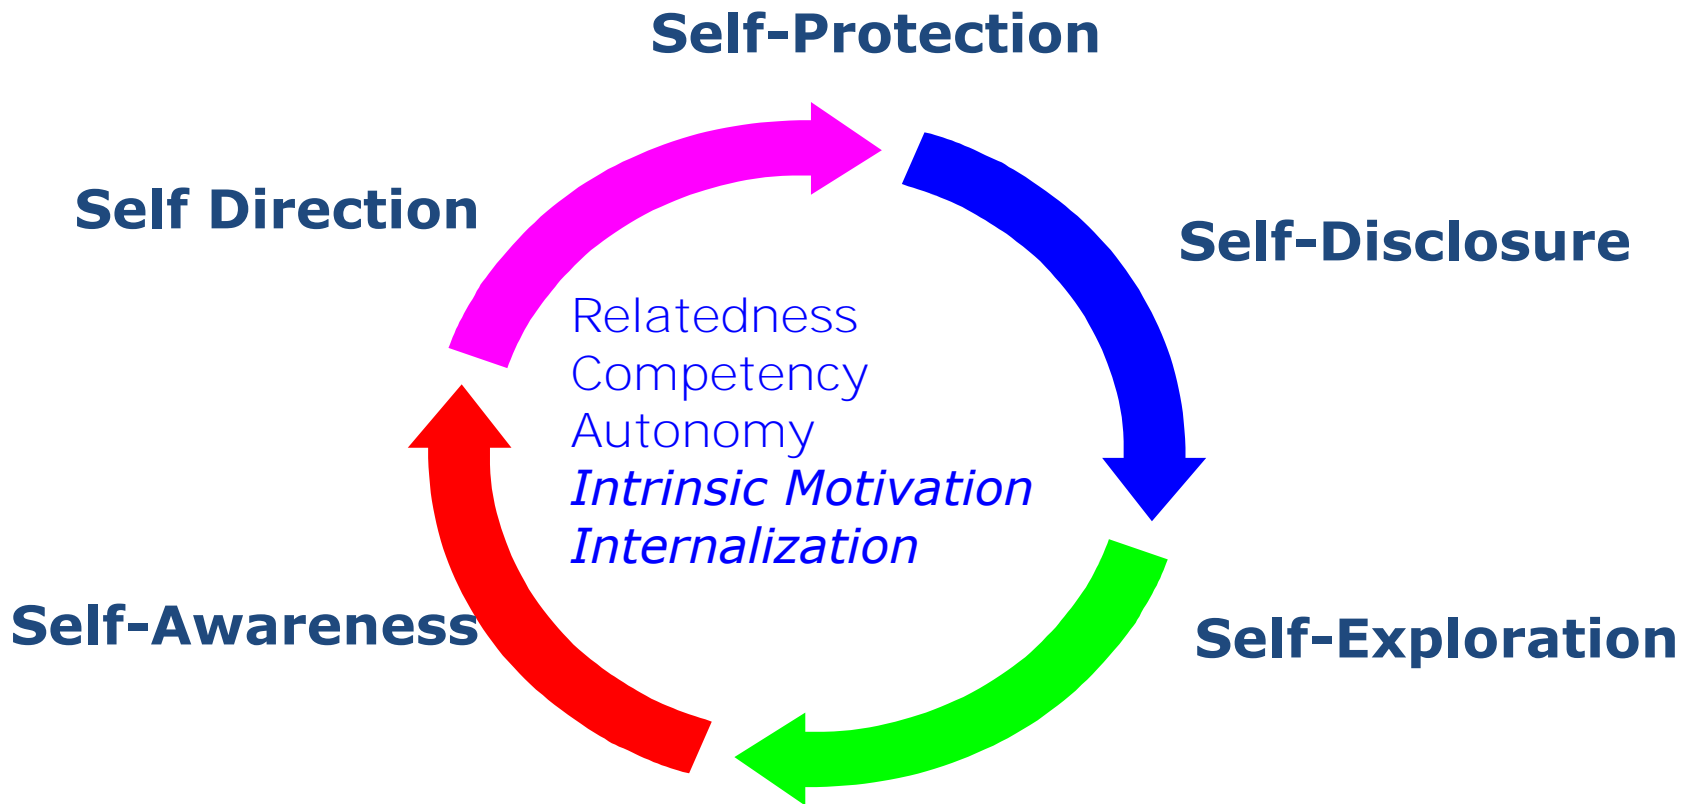 Self-Protection
Self Direction
Self-Disclosure
Relatedness
Competency
Autonomy
Intrinsic Motivation
Internalization
Self-Awareness
Self-Exploration